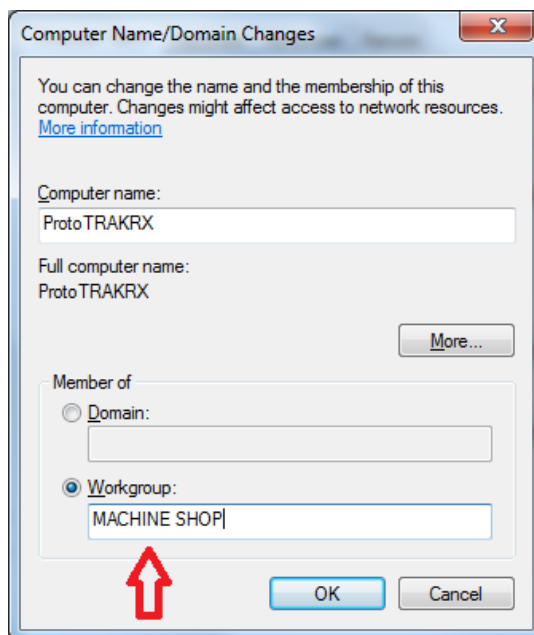 Computer Name/Domain Changes
You can change the name and the membership of this
computer. Changes might affect access to network resources.
More information
Computer name:
ProtoTRAKRX
Full computer name:
ProtoTRAKRX
More...
Member of
Domain:
Workgroup:
MACHINE SHOP
OK
Cancel